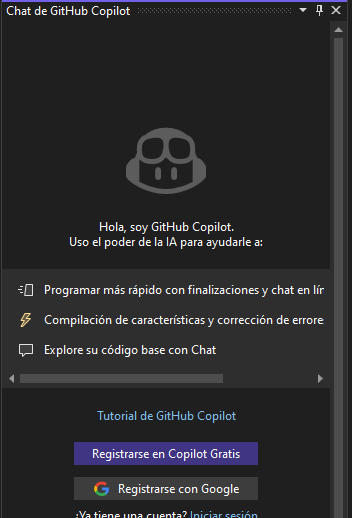 Chat de GitHub Copilot
Hola, soy GitHub Copilot.
Uso el poder de la IA para ayudarle a:
Programar más rápido con finalizaciones y chat en lín
Compilación de características y corrección de errore
Explore su código base con Chat
Tutorial de GitHub Copilot
Registrarse en Copilot Gratis
Registrarse con Google
¿Ya tiene una cuenta? Iniciar sesión